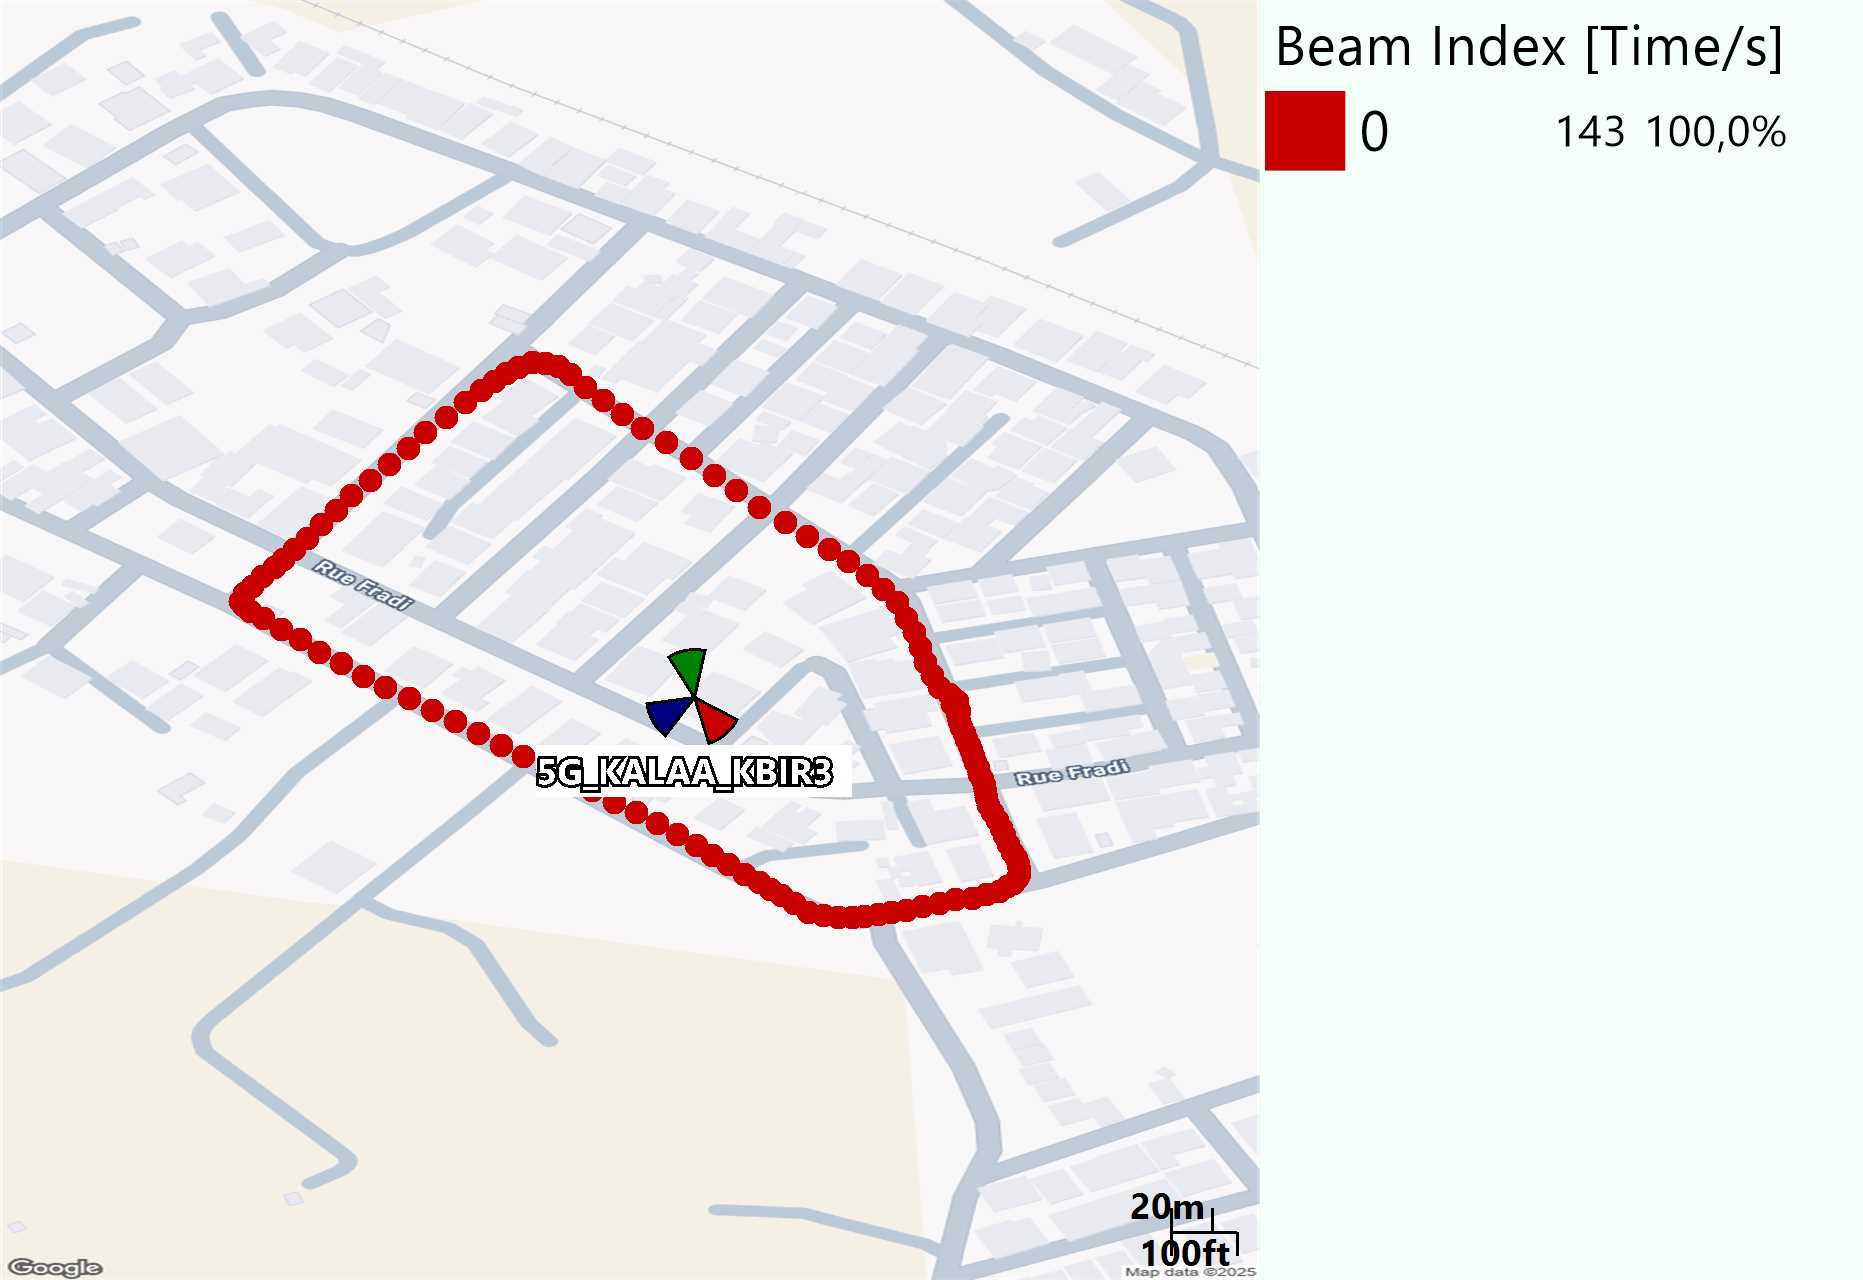 Beam Index [Time/s]
0 143 100,0%
Rue Fradi
5G_KALAA_KBIR3
Rue Fradi
20m
100ft
Google
Map data ©2025